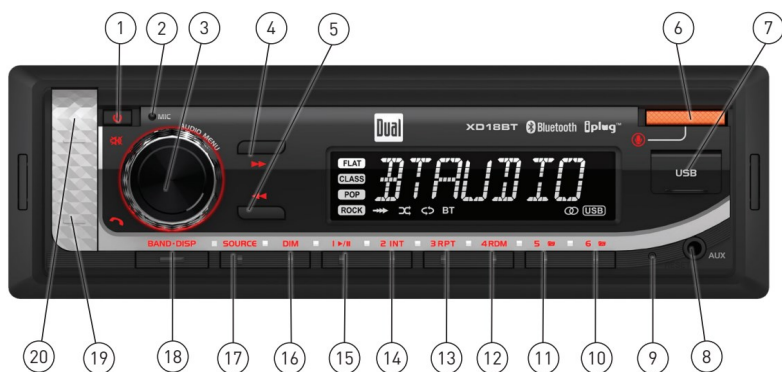 1 2 3 4 5 6 7
MIC
AUDIO MENU
Dual
XD18BT Bluetooth iplug™
FLAT
CLASS
POP
ROCK
BTAUDIO
BT
USB
USB
BAND•DISP SOURCE DIM 1 ▶/II 2 INT 3 RPT 4 RDM 5 6
AUX
20 19 18 17 16 15 14 13 12 11 10 9 8